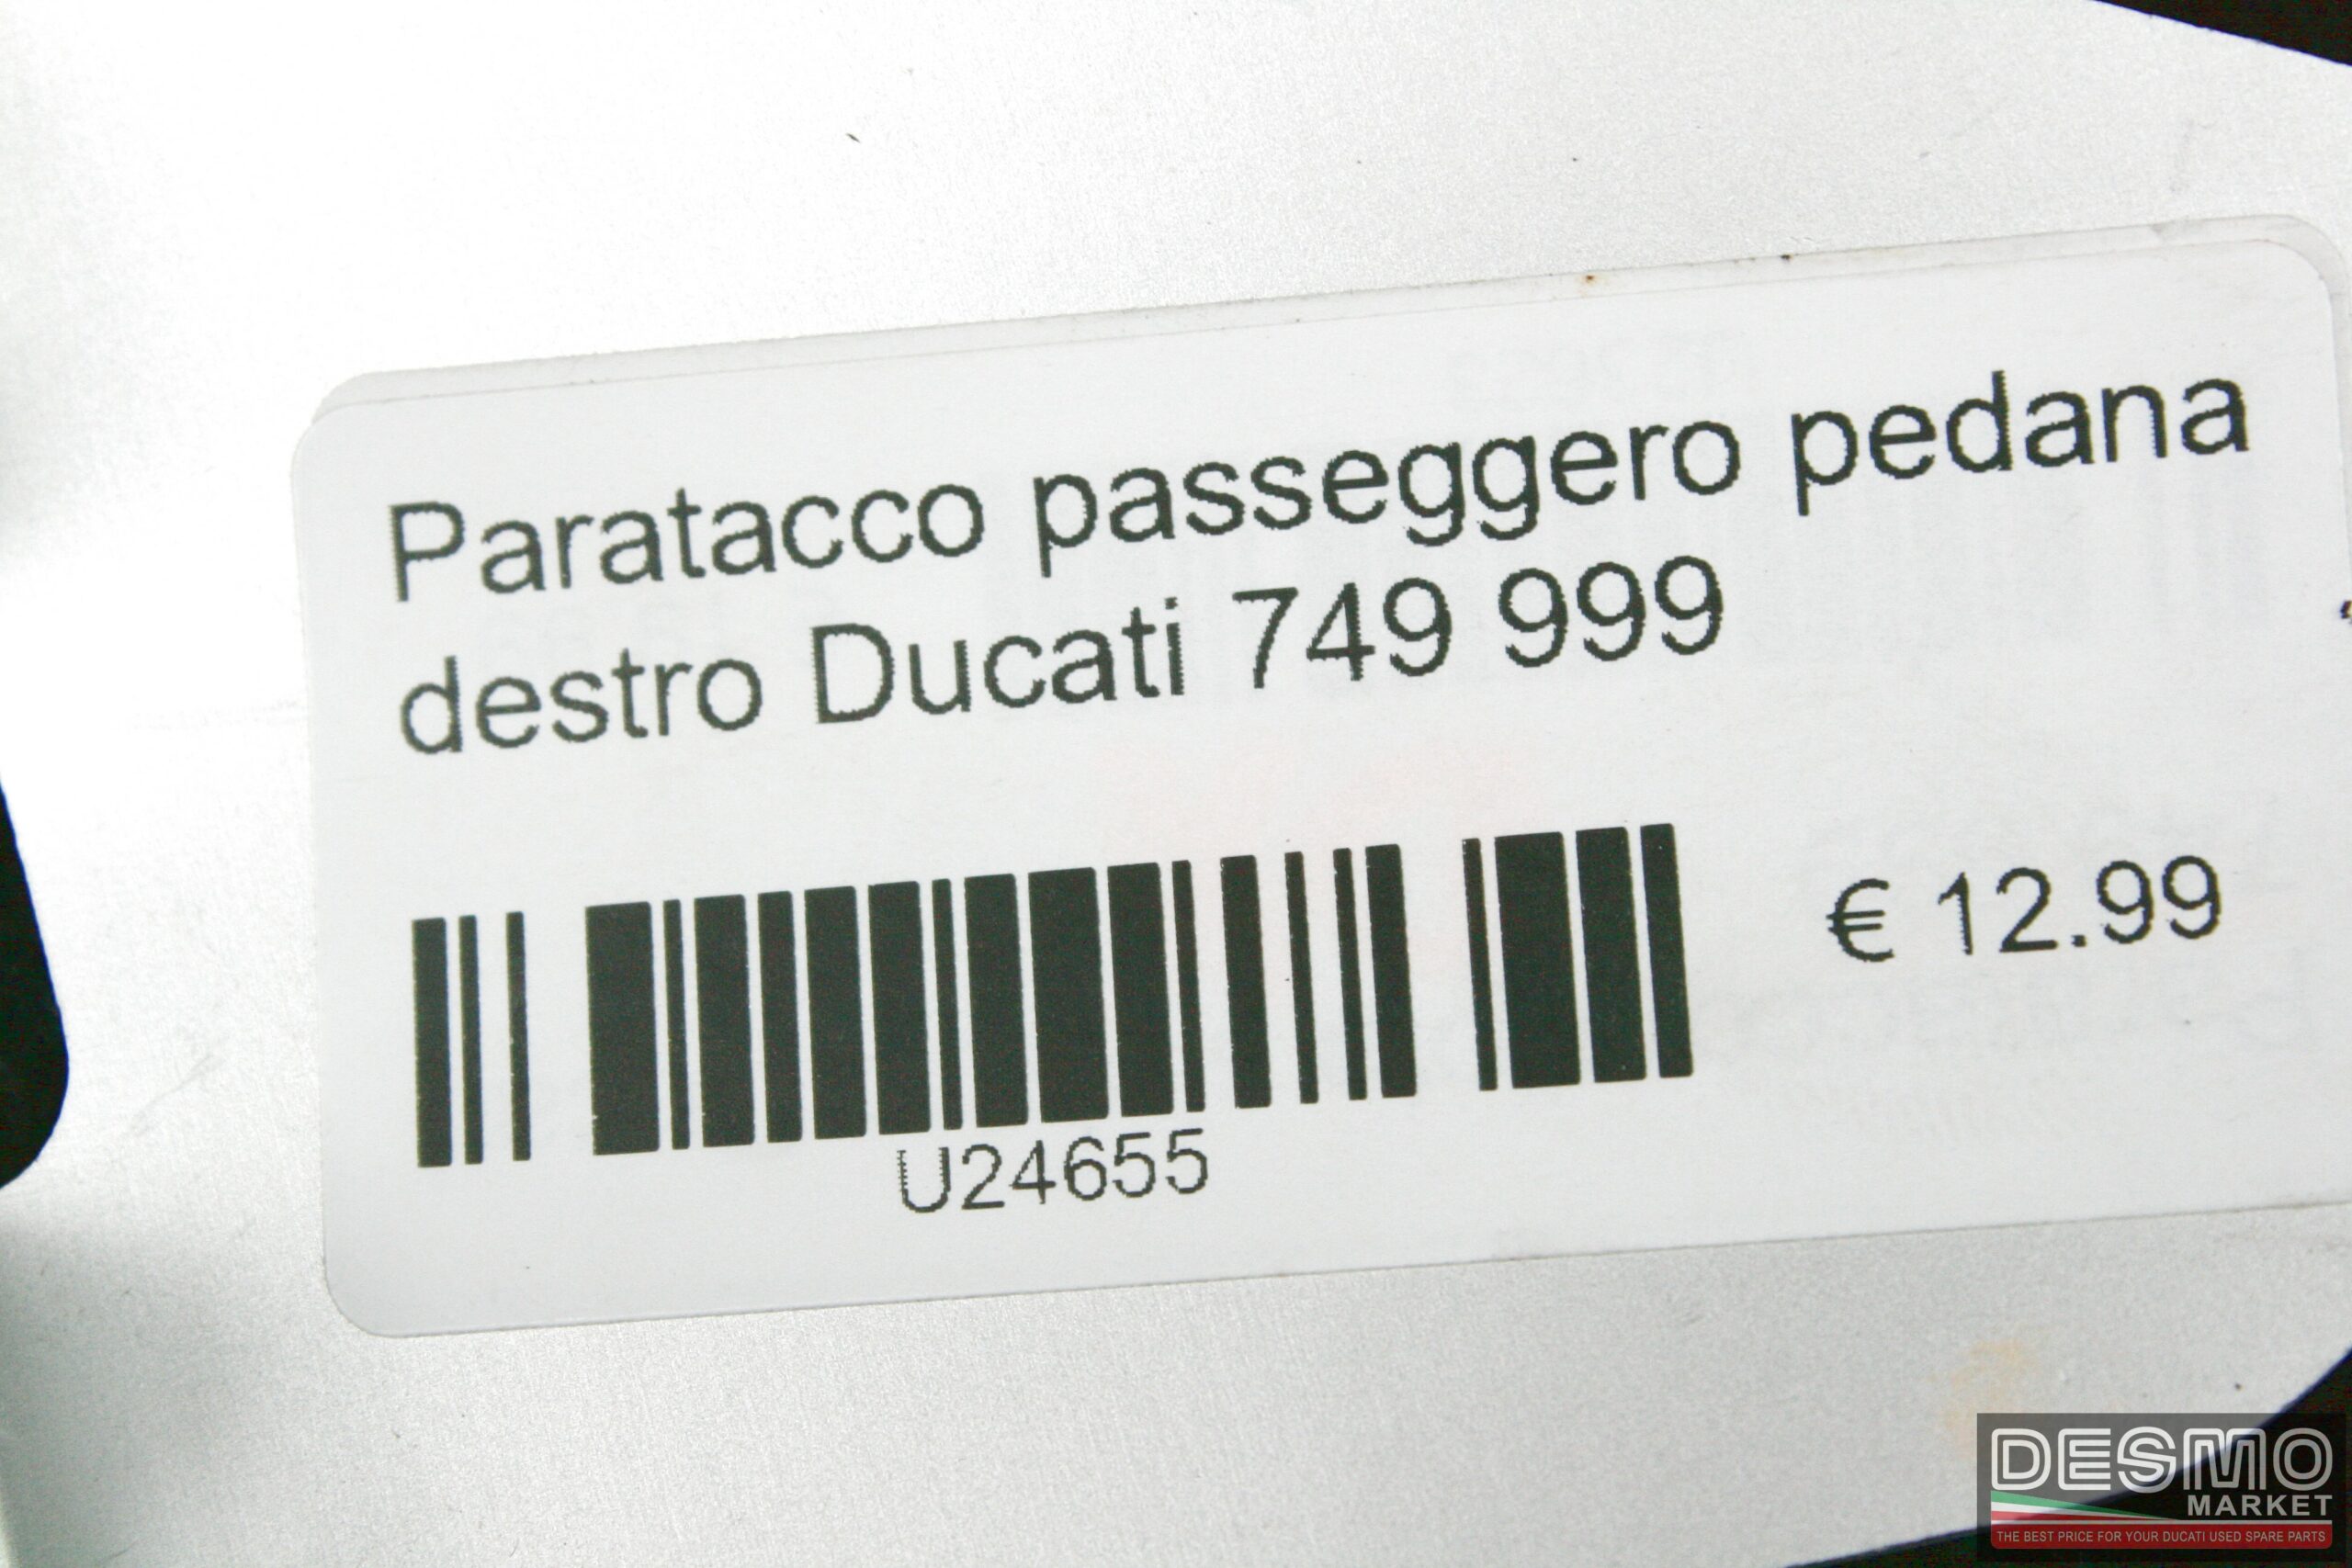 Paratacco passeggero pedana
destro Ducati 749 999
€ 12.99
U24655
DESMO
MARKET
THE BEST PRICE FOR YOUR DUCATI USED SPARE PARTS